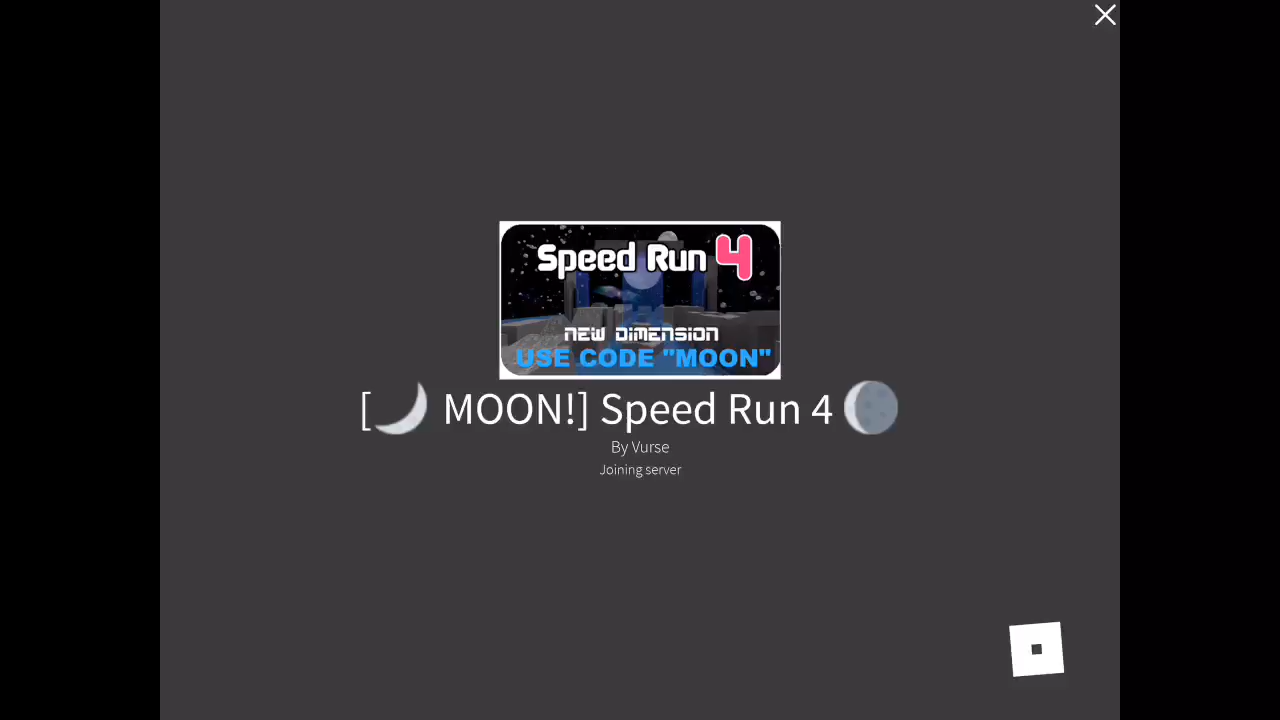 Speed Run 4
NEW DIMENSION
USE CODE "MOON"
[🌙 MOON!] Speed Run 4 🌘
By Vurse
Joining server